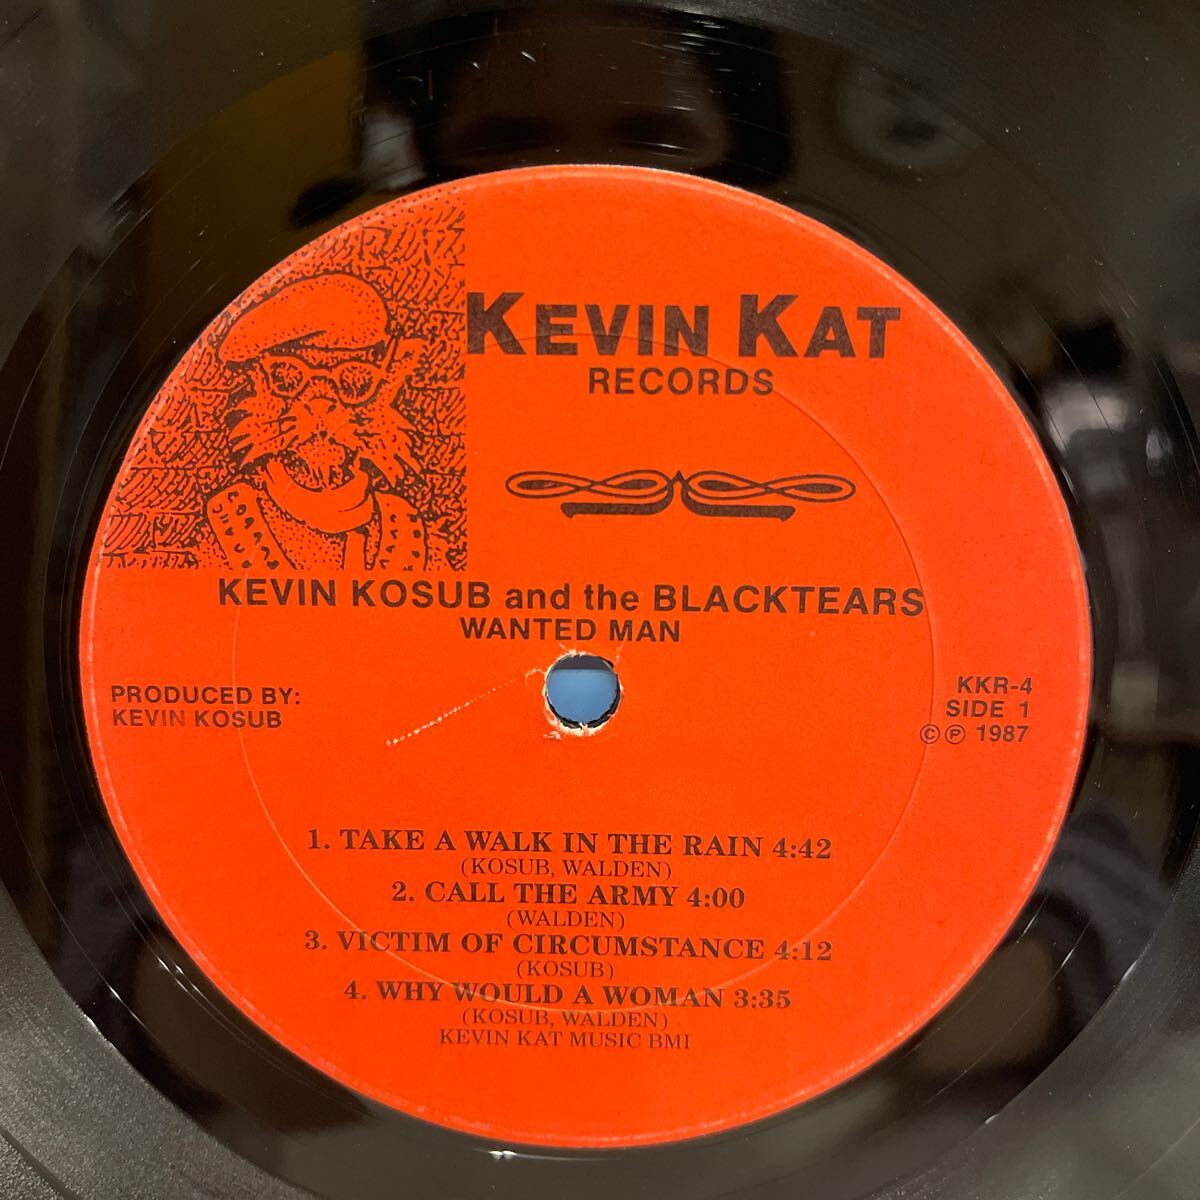 KEVIN KAT
RECORDS
KEVIN KOSUB and the BLACKTEARS
WANTED MAN
PRODUCED BY:
KEVIN KOSUB
KKR-4
SIDE 1
© ℗ 1987
1. TAKE A WALK IN THE RAIN 4:42
(KOSUB, WALDEN)
2. CALL THE ARMY 4:00
(WALDEN)
3. VICTIM OF CIRCUMSTANCE 4:12
(KOSUB)
4. WHY WOULD A WOMAN 3:35
(KOSUB, WALDEN)
KEVIN KAT MUSIC BMI